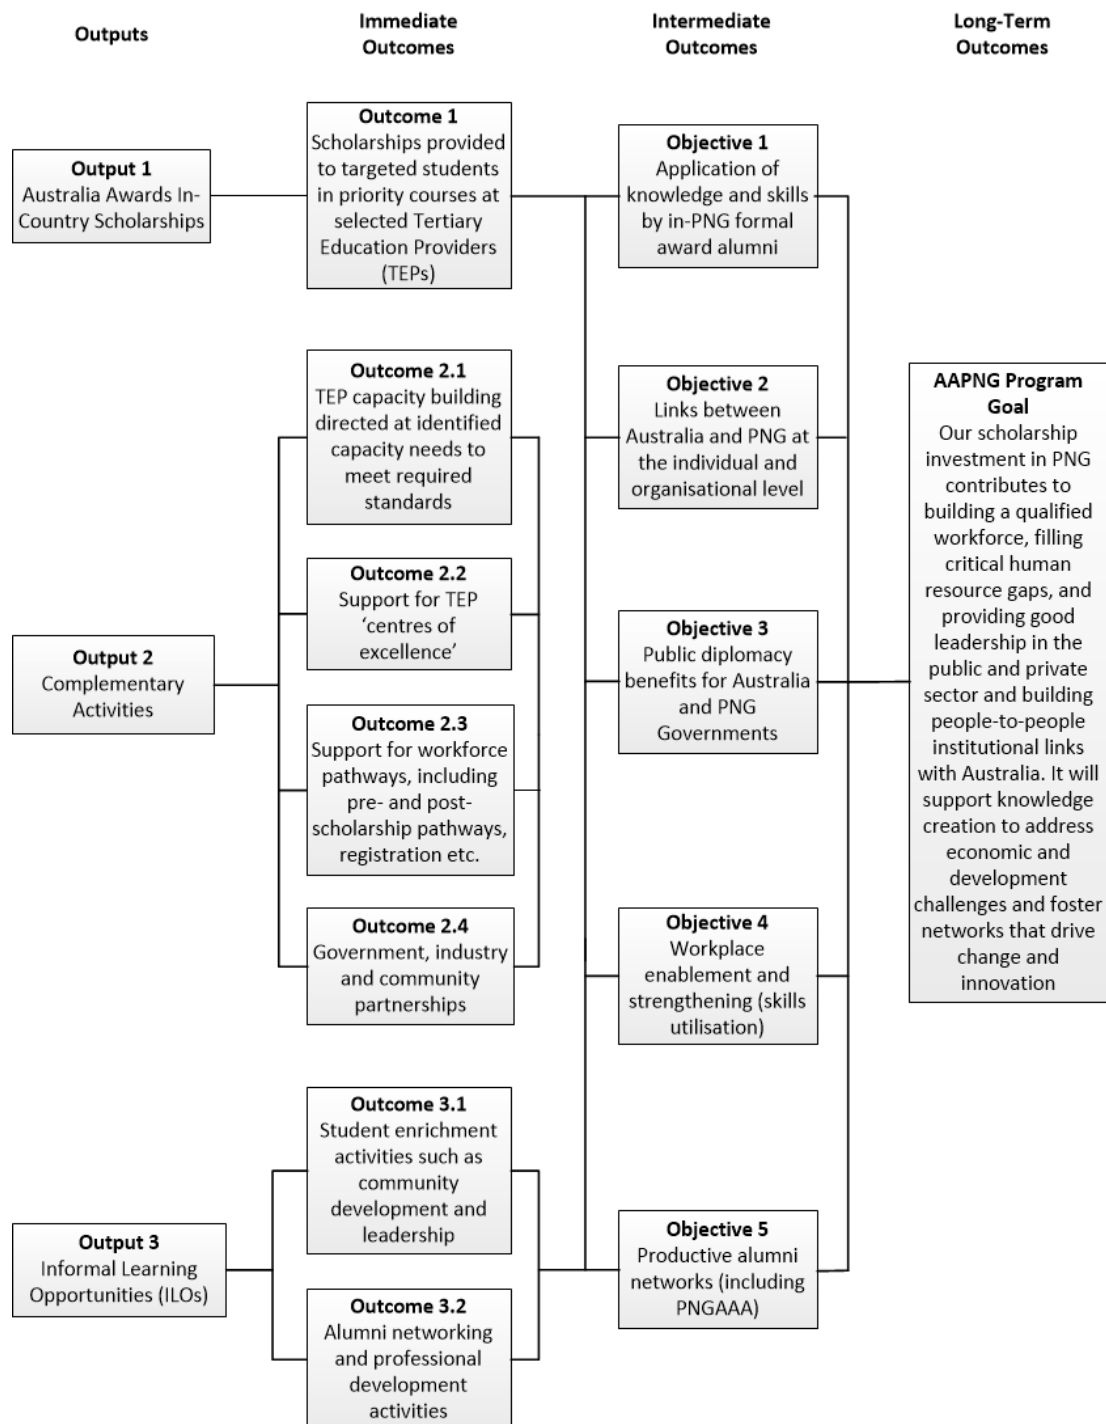 Outputs
Immediate
Outcomes
Intermediate
Outcomes
Long-Term
Outcomes
Output 1
Australia Awards In-
Country Scholarships
Outcome 1
Scholarships provided
to targeted students
in priority courses at
selected Tertiary
Education Providers
(TEPs)
Objective 1
Application of
knowledge and skills
by in-PNG formal
award alumni
Outcome 2.1
TEP capacity building
directed at identified
capacity needs to
meet required
standards
Objective 2
Links between
Australia and PNG at
the individual and
organisational level
AAPNG Program
Goal
Our scholarship
investment in PNG
contributes to
building a qualified
workforce, filling
critical human
resource gaps, and
providing good
leadership in the
public and private
sector and building
people-to-people
institutional links
with Australia. It will
support knowledge
creation to address
economic and
development
challenges and foster
networks that drive
change and
innovation
Output 2
Complementary
Activities
Outcome 2.2
Support for TEP
‘centres of
excellence’
Objective 3
Public diplomacy
benefits for Australia
and PNG
Governments
Outcome 2.3
Support for workforce
pathways, including
pre- and post-
scholarship pathways,
registration etc.
Outcome 2.4
Government, industry
and community
partnerships
Objective 4
Workplace
enablement and
strengthening (skills
utilisation)
Output 3
Informal Learning
Opportunities (ILOs)
Outcome 3.1
Student enrichment
activities such as
community
development and
leadership
Objective 5
Productive alumni
networks (including
PNGAAA)
Outcome 3.2
Alumni networking
and professional
development
activities